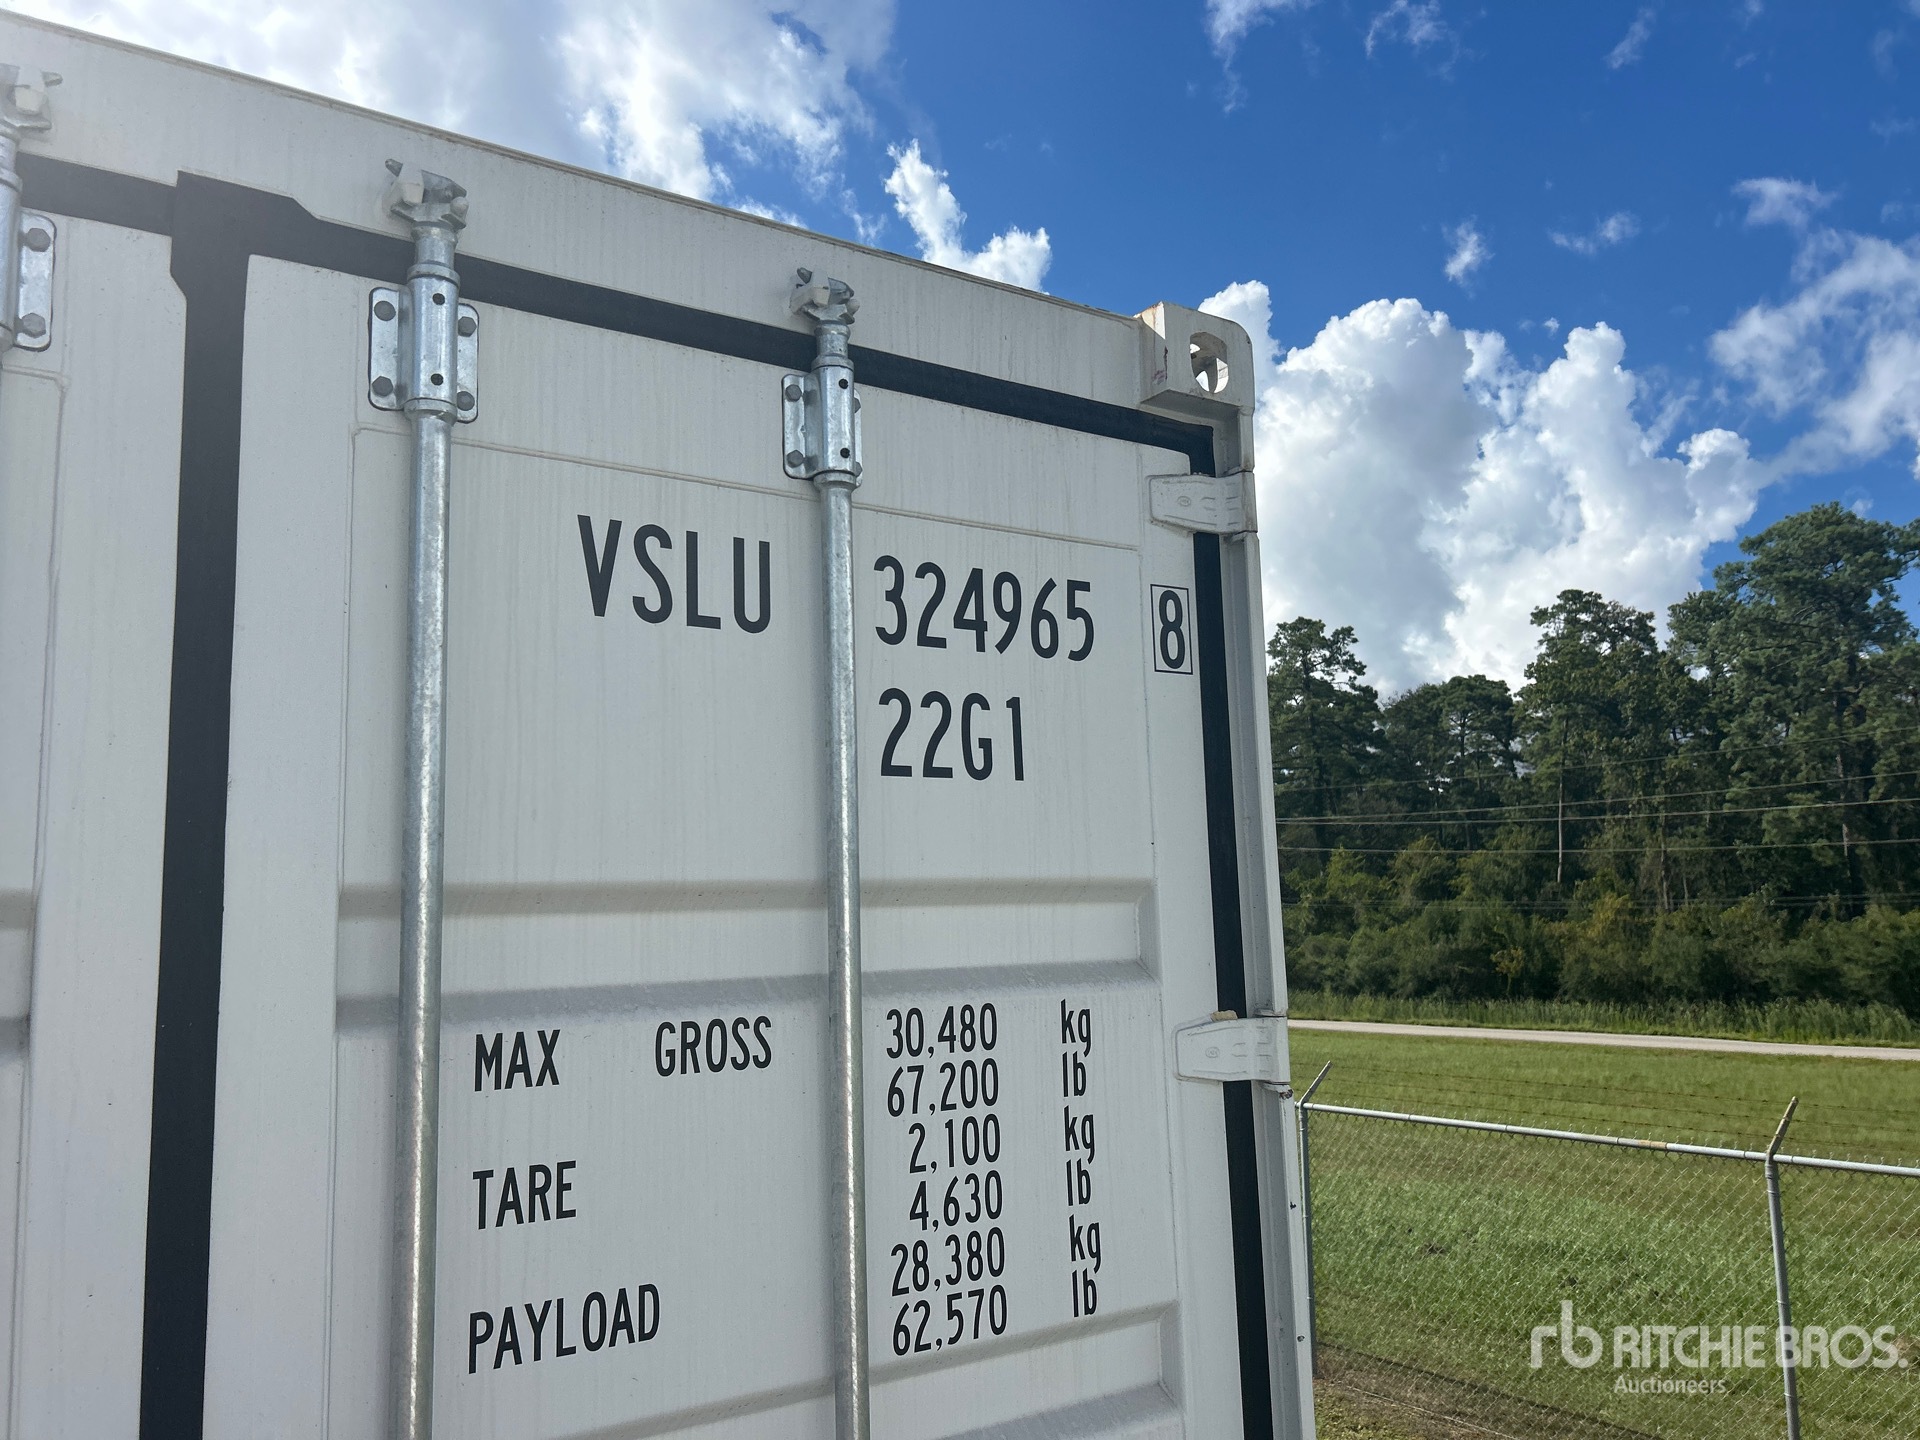 VSLU 324965 8
22G1
MAX GROSS 30,480 kg
67,200 lb
TARE 2,100 kg
4,630 lb
PAYLOAD 28,380 kg
62,570 lb
rb RITCHIE BROS.
Auctioneers